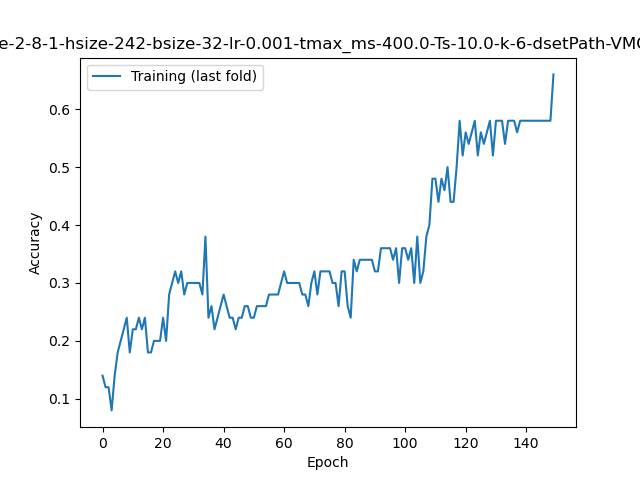 e-2-8-1-hsize-242-bsize-32-lr-0.001-tmax_ms-400.0-Ts-10.0-k-6-dsetPath-VMC
Training (last fold)
Accuracy
0.6
0.5
0.4
0.3
0.2
0.1
0 20 40 60 80 100 120 140
Epoch